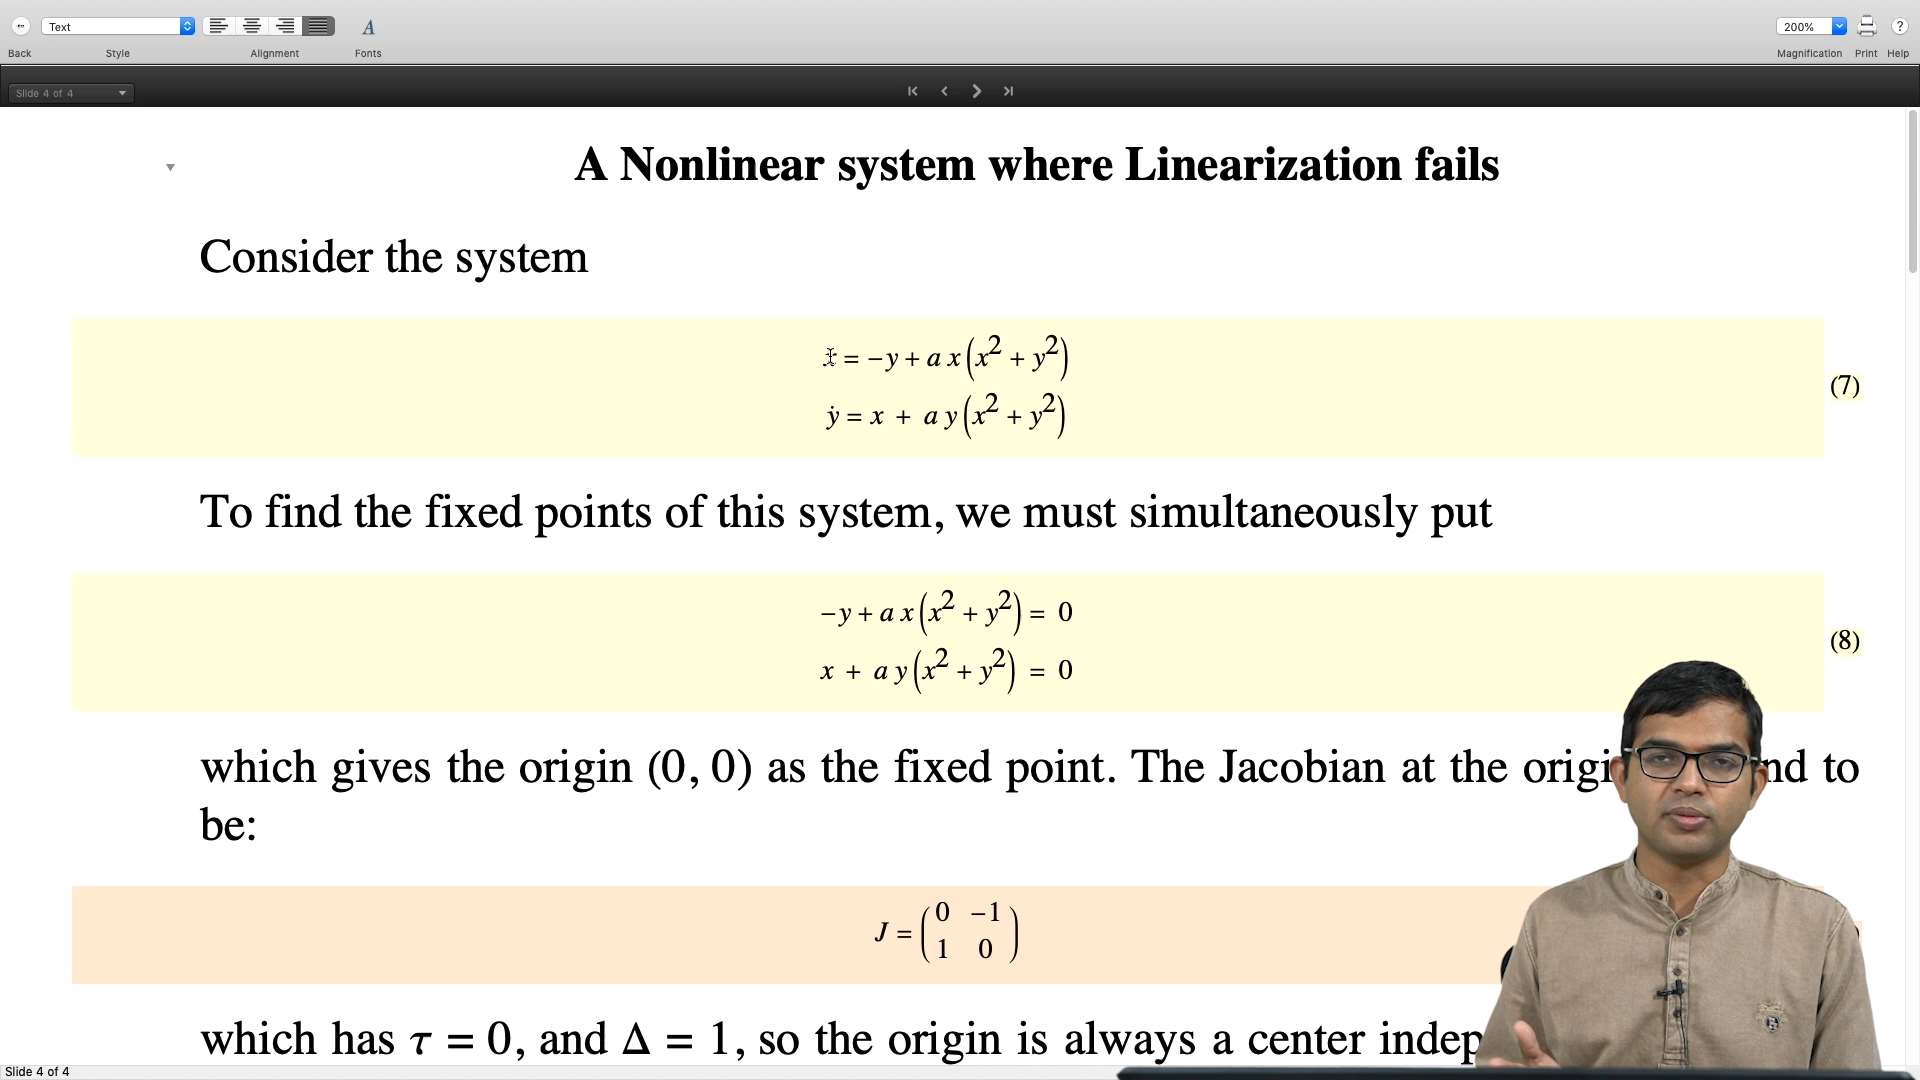 Text
Back Style Alignment Fonts
200%
Magnification Print Help
Slide 4 of 4
A Nonlinear system where Linearization fails
Consider the system
ẋ = −y + a x (x² + y²)
ẏ = x + a y (x² + y²)
(7)
To find the fixed points of this system, we must simultaneously put
−y + a x (x² + y²) = 0
x + a y (x² + y²) = 0
(8)
which gives the origin (0, 0) as the fixed point. The Jacobian at the to
be:
J = (0 −1
1 0)
which has τ = 0, and Δ = 1, so the origin is always a center
Slide 4 of 4